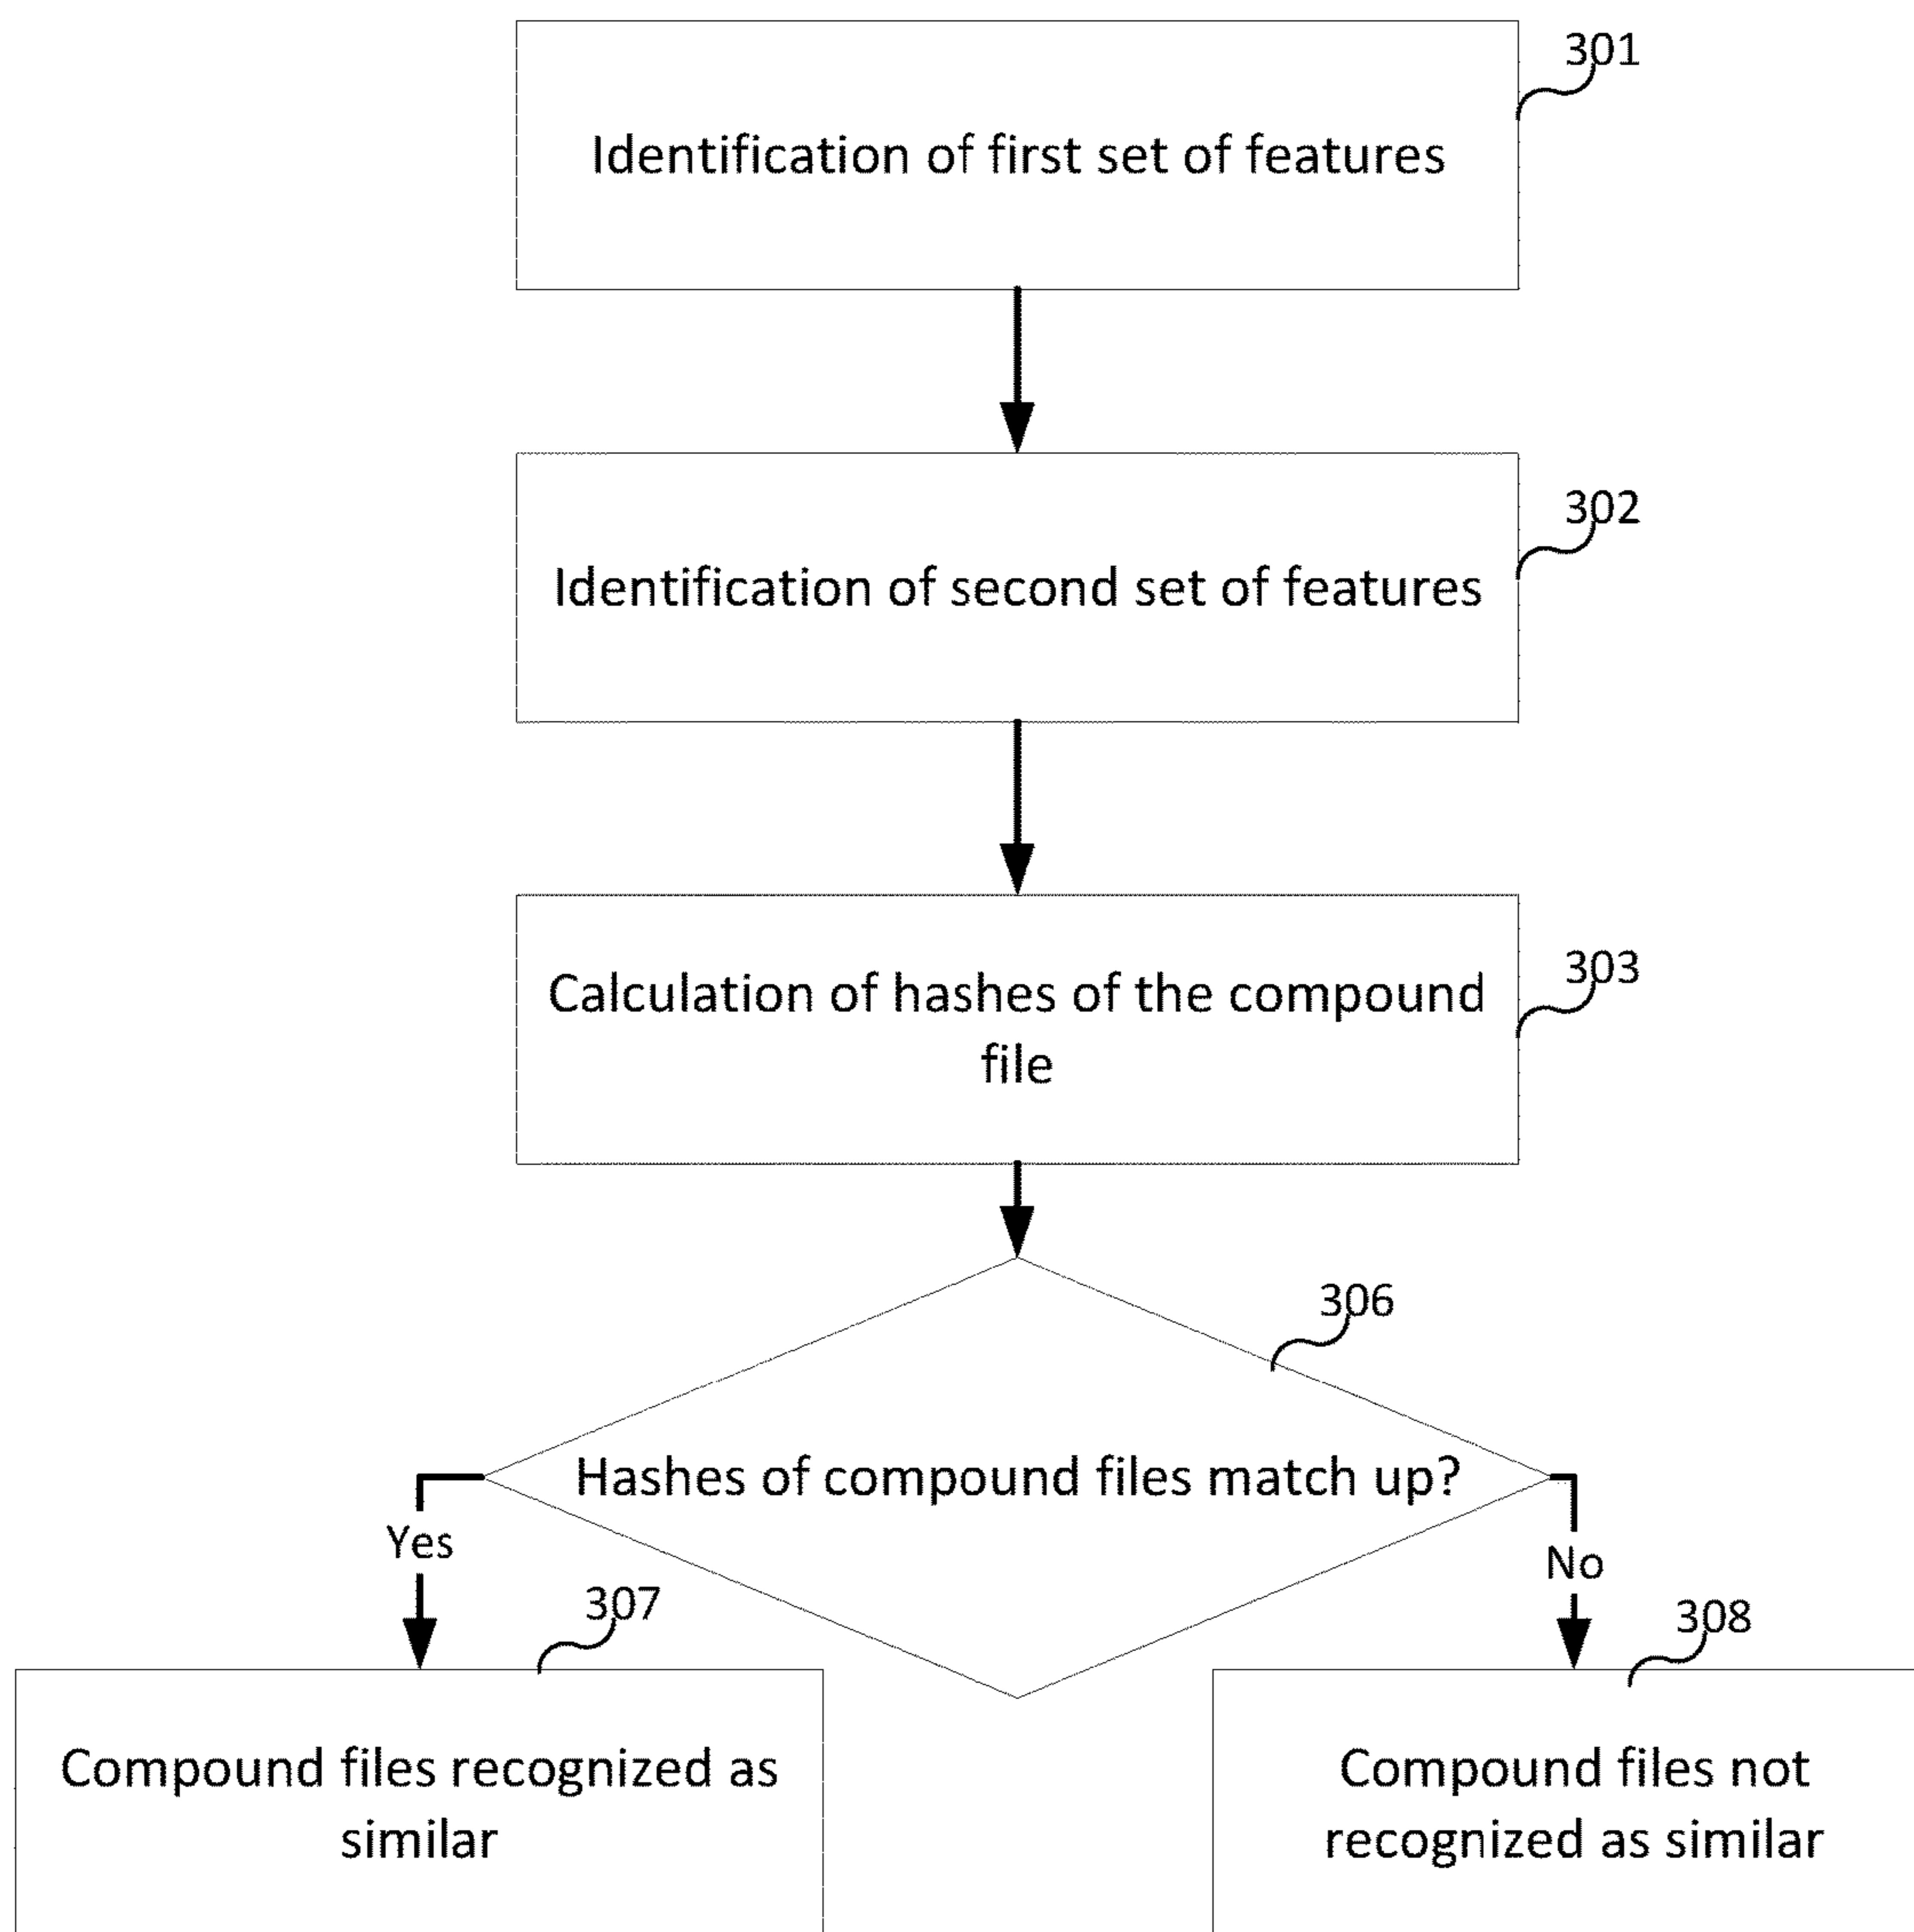 301
Identification of first set of features
302
Identification of second set of features
303
Calculation of hashes of the compound
file
306
Hashes of compound files match up?
Yes
No
307
308
Compound files recognized as
similar
Compound files not
recognized as similar